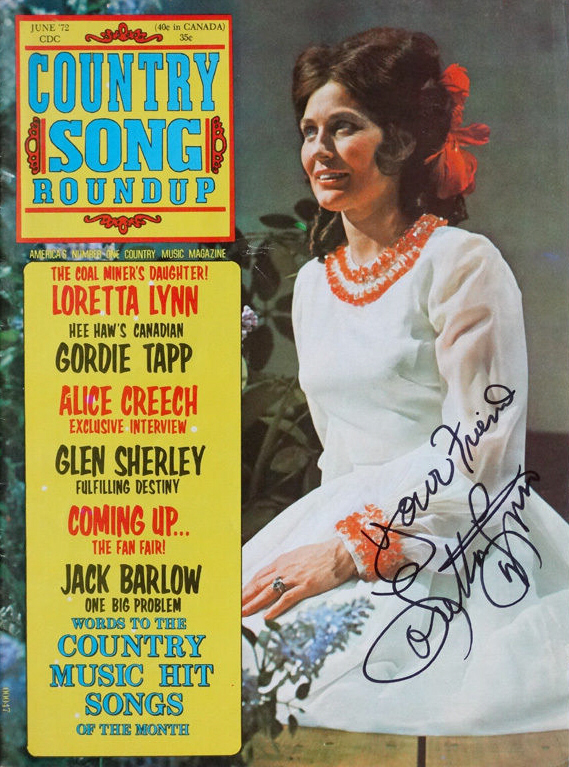 JUNE '72
CDC
(40¢ in CANADA)
35¢
COUNTRY
SONG
ROUNDUP
AMERICA'S NUMBER ONE COUNTRY MUSIC MAGAZINE
THE COAL MINER'S DAUGHTER!
LORETTA LYNN
HEE HAW'S CANADIAN
GORDIE TAPP
ALICE CREECH
EXCLUSIVE INTERVIEW
GLEN SHERLEY
FULFILLING DESTINY
COMING UP...
THE FAN FAIR!
JACK BARLOW
ONE BIG PROBLEM
WORDS TO THE
COUNTRY
MUSIC HIT
SONGS
OF THE MONTH
Your Friend
Loretta Lynn
00047